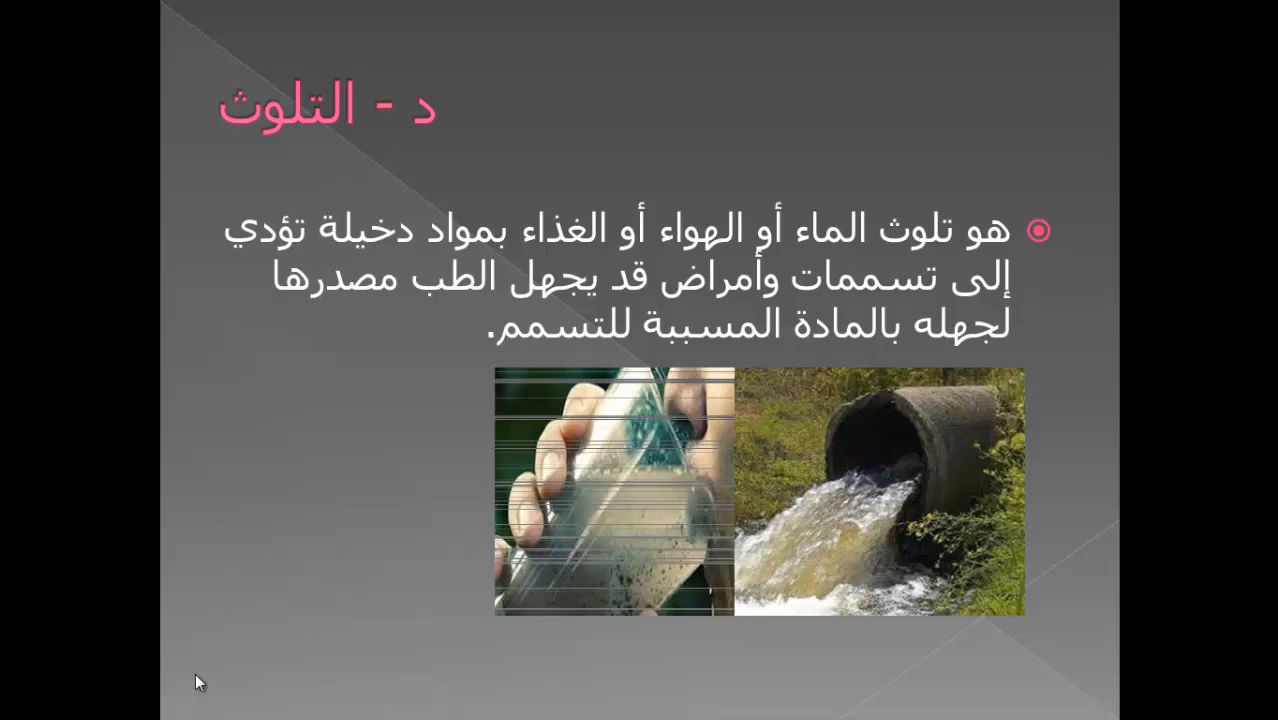 د - التلوث
هو تلوث الماء أو الهواء أو الغذاء بمواد دخيلة تؤدي
إلى تسممات وأمراض قد يجهل الطب مصدرها
لجهله بالمادة المسببة للتسمم.